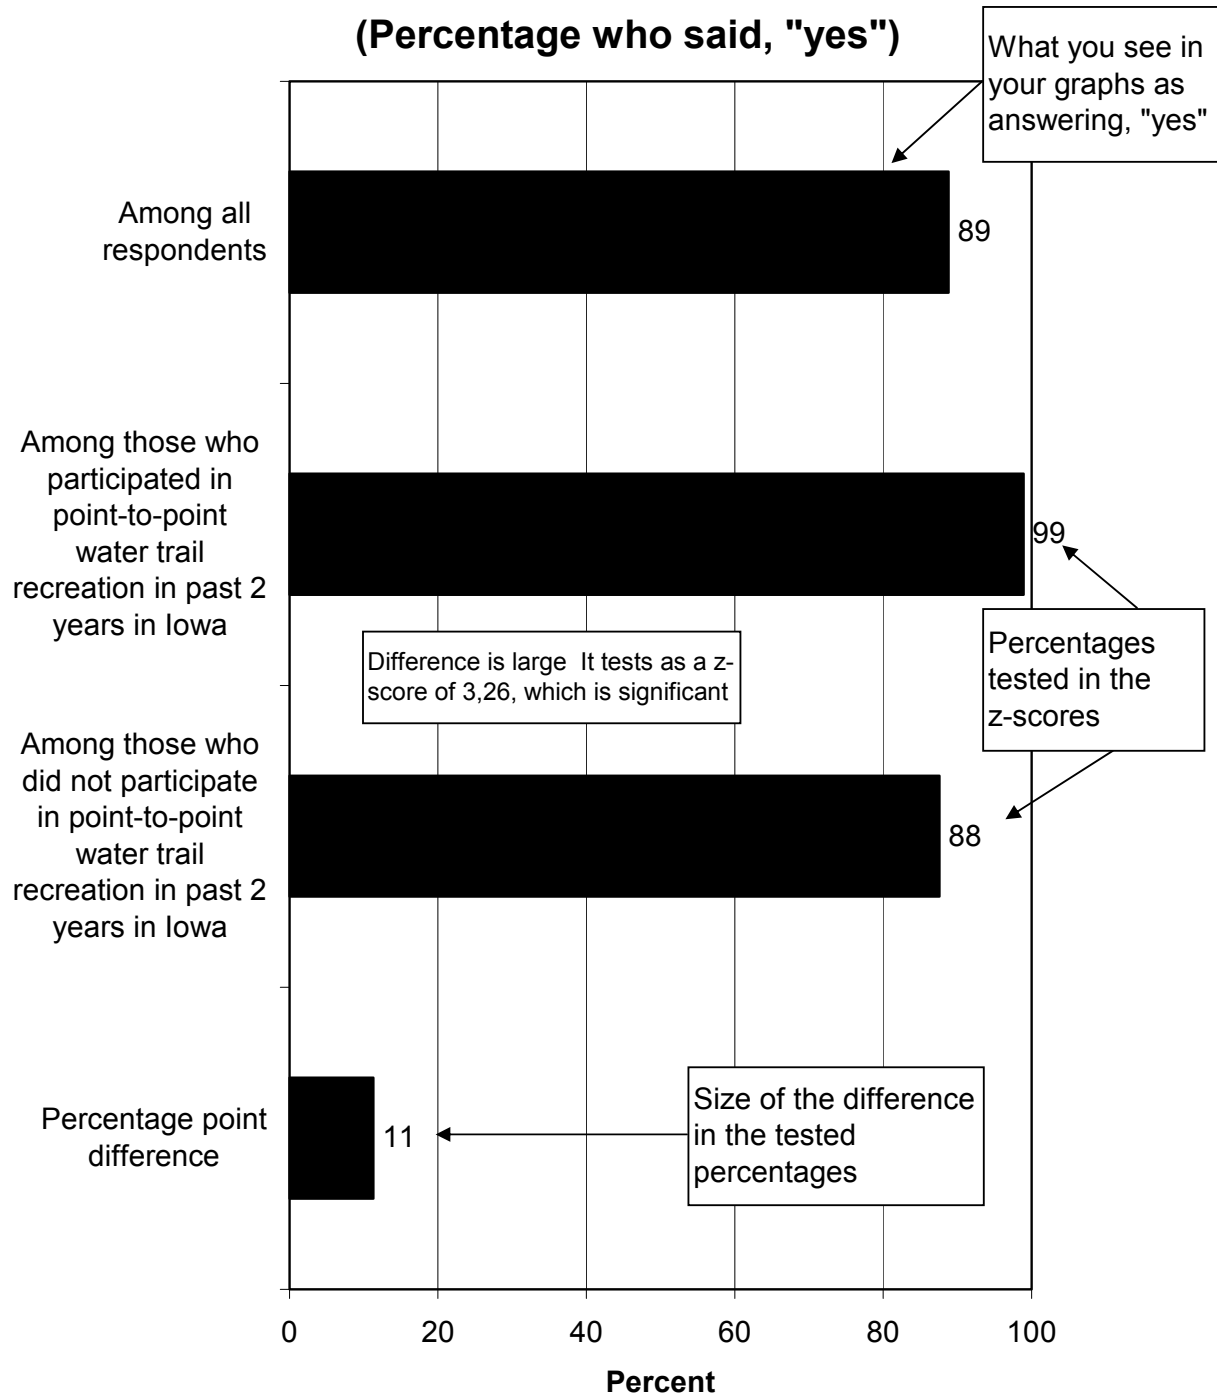 (Percentage who said, "yes")
What you see in
your graphs as
answering, "yes"
Among all
respondents
89
Among those who
participated in
point-to-point
water trail
recreation in past 2
years in Iowa
99
Difference is large  It tests as a z-
score of 3,26, which is significant
Percentages
tested in the
z-scores
Among those who
did not participate
in point-to-point
water trail
recreation in past 2
years in Iowa
88
Percentage point
difference
11
Size of the difference
in the tested
percentages
0 20 40 60 80 100
Percent